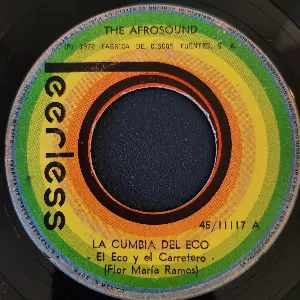 THE AFROSOUND
(P) 1972 FABRICA DE DISCOS FUENTES, S. A.
Peerless
45/11117 A
LA CUMBIA DEL ECO
- El Eco y el Carretero -
(Flor María Ramos)